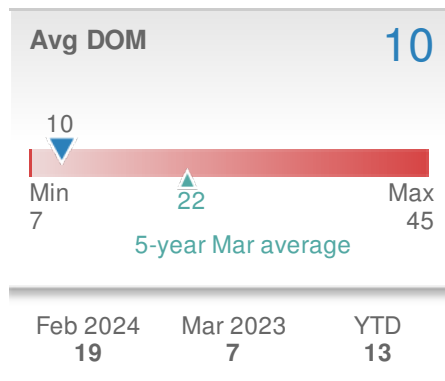 Avg DOM 10
10
Min Max
22
7 45
5-year Mar average
Feb 2024 Mar 2023 YTD
19 7 13